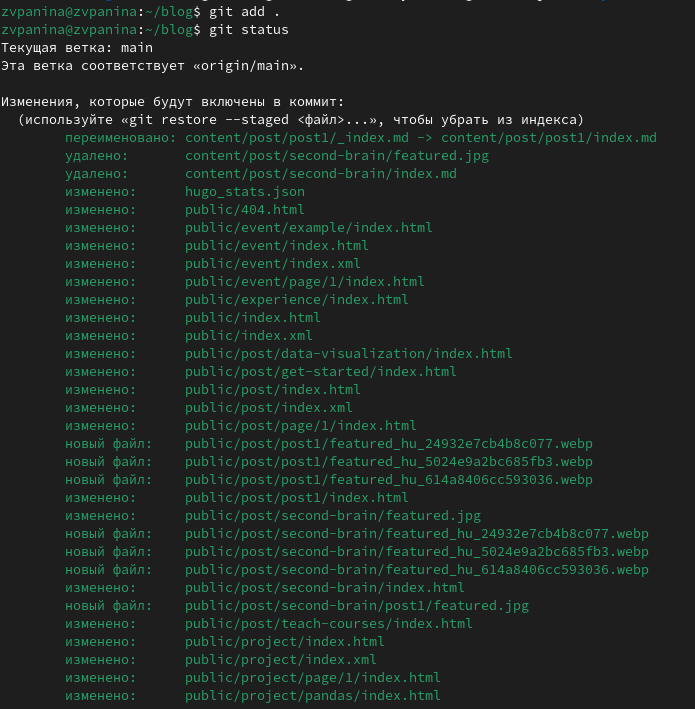 zvpanina@zvpanina:~/blog$ git add .
zvpanina@zvpanina:~/blog$ git status
Текущая ветка: main
Эта ветка соответствует «origin/main».

Изменения, которые будут включены в коммит:
  (используйте «git restore --staged <файл>...», чтобы убрать из индекса)
        переименовано: content/post/post1/_index.md -> content/post/post1/index.md
        удалено:       content/post/second-brain/featured.jpg
        удалено:       content/post/second-brain/index.md
        изменено:      hugo_stats.json
        изменено:      public/404.html
        изменено:      public/event/example/index.html
        изменено:      public/event/index.html
        изменено:      public/event/index.xml
        изменено:      public/event/page/1/index.html
        изменено:      public/experience/index.html
        изменено:      public/index.html
        изменено:      public/index.xml
        изменено:      public/post/data-visualization/index.html
        изменено:      public/post/get-started/index.html
        изменено:      public/post/index.html
        изменено:      public/post/index.xml
        изменено:      public/post/page/1/index.html
        новый файл:    public/post/post1/featured_hu_24932e7cb4b8c077.webp
        новый файл:    public/post/post1/featured_hu_5024e9a2bc685fb3.webp
        новый файл:    public/post/post1/featured_hu_614a8406cc593036.webp
        изменено:      public/post/post1/index.html
        изменено:      public/post/second-brain/featured.jpg
        новый файл:    public/post/second-brain/featured_hu_24932e7cb4b8c077.webp
        новый файл:    public/post/second-brain/featured_hu_5024e9a2bc685fb3.webp
        новый файл:    public/post/second-brain/featured_hu_614a8406cc593036.webp
        изменено:      public/post/second-brain/index.html
        новый файл:    public/post/second-brain/post1/featured.jpg
        изменено:      public/post/teach-courses/index.html
        изменено:      public/project/index.html
        изменено:      public/project/index.xml
        изменено:      public/project/page/1/index.html
        изменено:      public/project/pandas/index.html